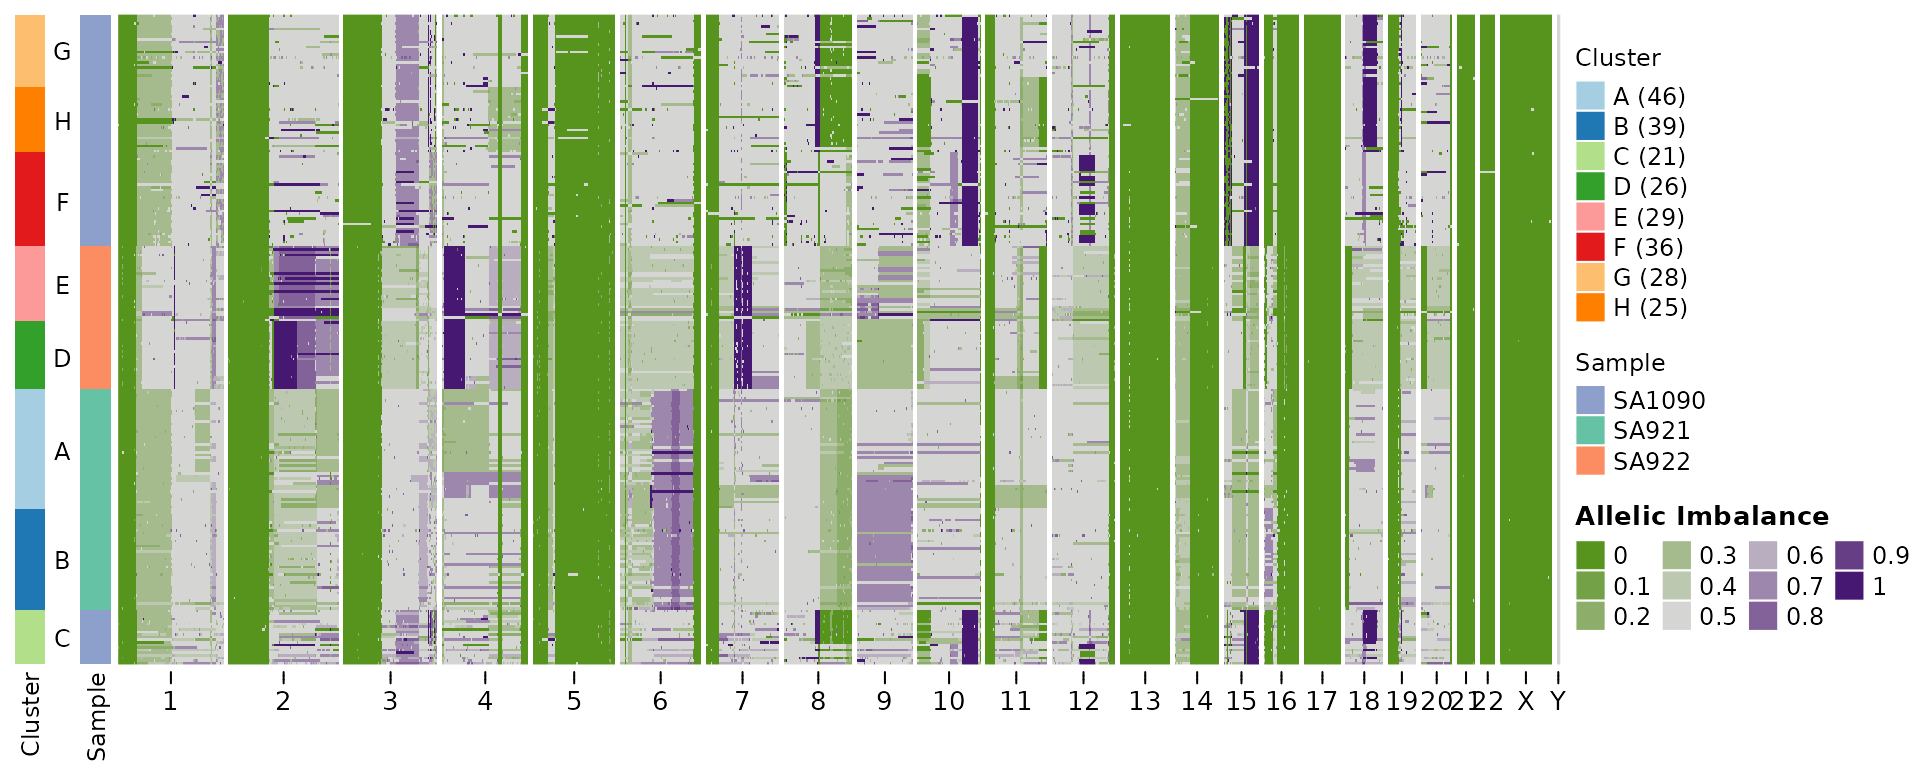 G
H
F
E
D
A
B
C
Cluster
Sample
1 2 3 4 5 6 7 8 9 10 11 12 13 14 15 16 17 18 19 20 21 22 X Y
Cluster
A (46)
B (39)
C (21)
D (26)
E (29)
F (36)
G (28)
H (25)
Sample
SA1090
SA921
SA922
Allelic Imbalance
0 0.3 0.6 0.9
0.1 0.4 0.7 1
0.2 0.5 0.8